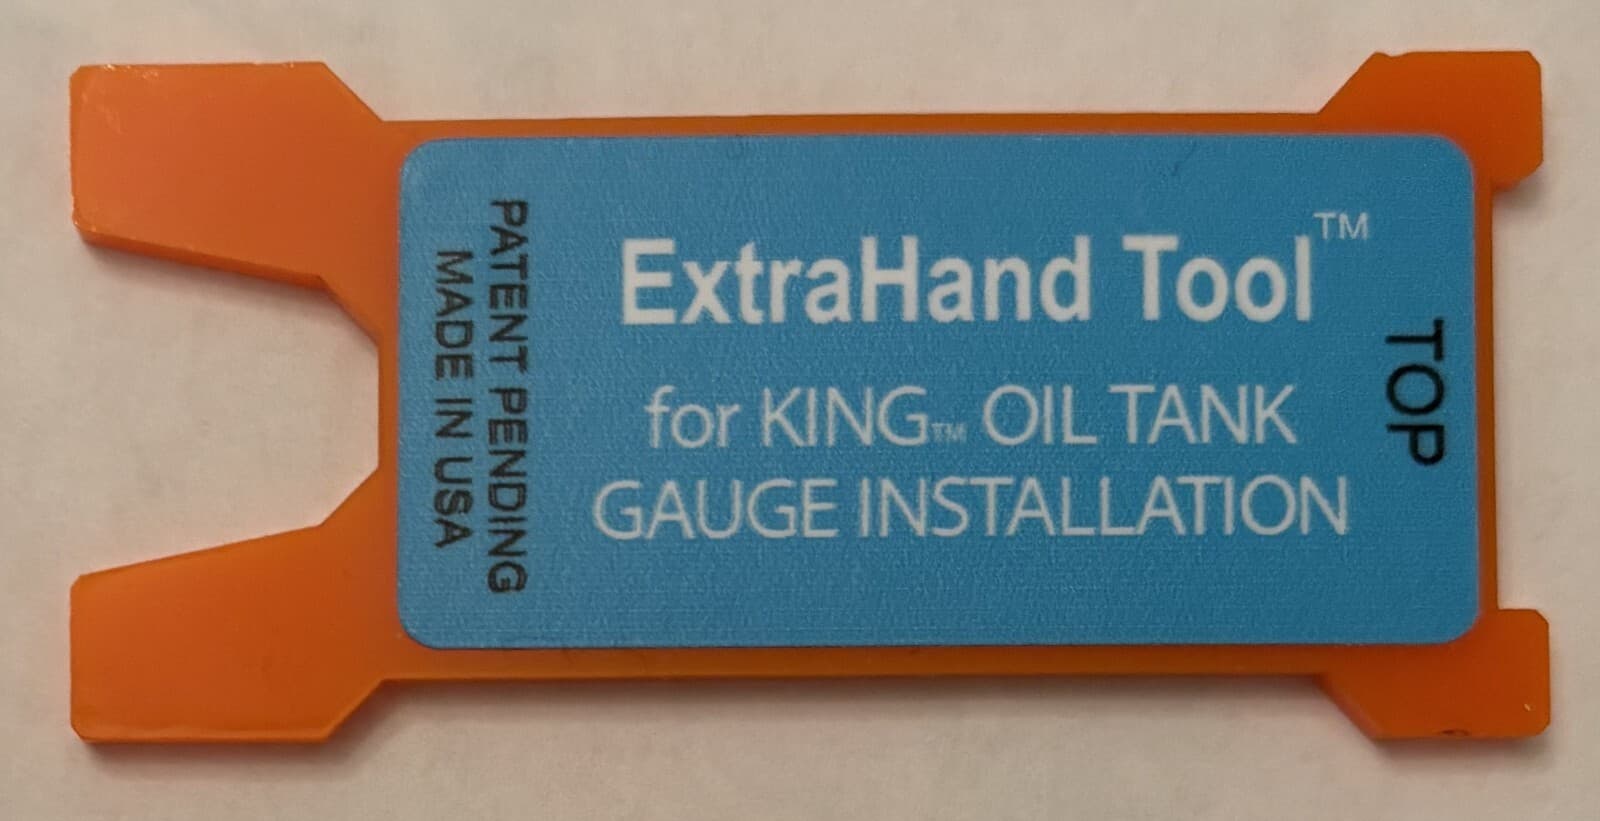 ExtraHand Tool™
for KING™ OIL TANK
GAUGE INSTALLATION
TOP
PATENT PENDING
MADE IN USA